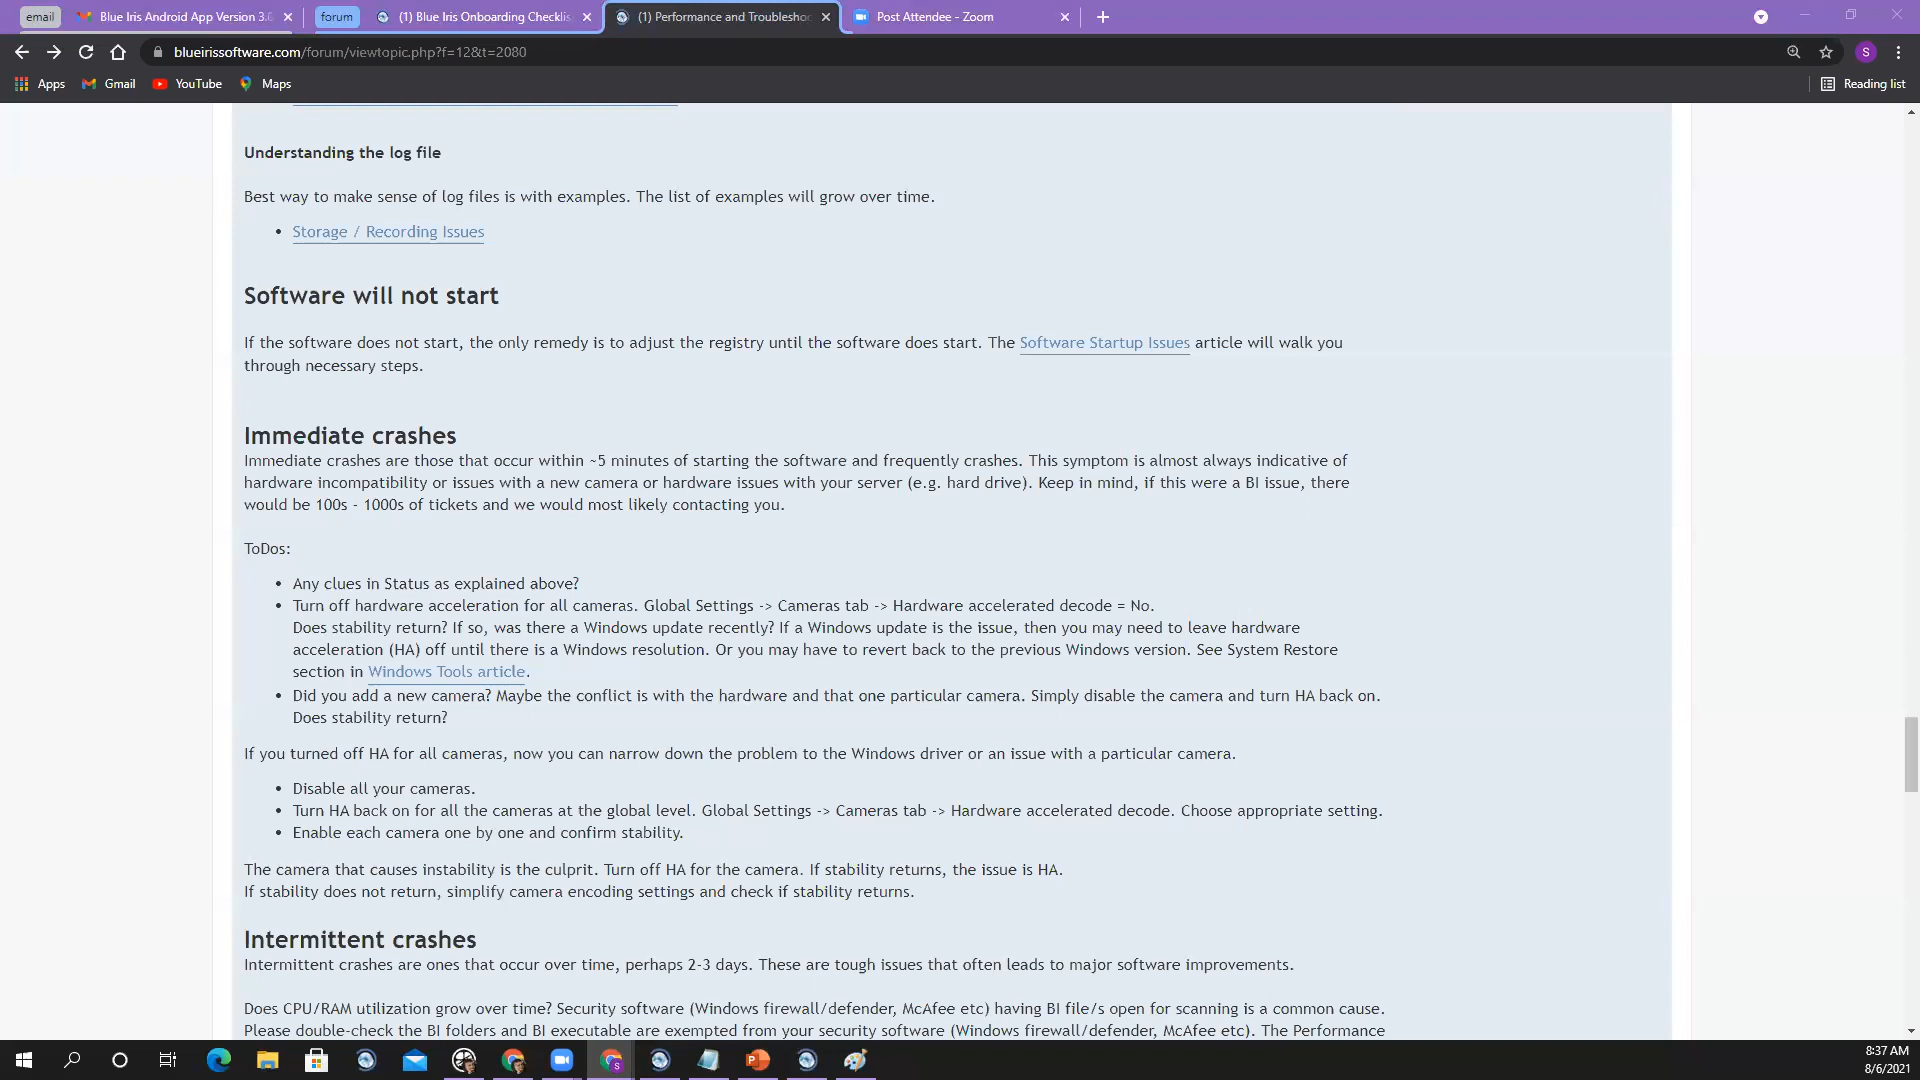 email
Blue Iris Android App Version 3.0
forum
(1) Blue Iris Onboarding Checklis
(1) Performance and Troubleshoo
Post Attendee - Zoom
blueirissoftware.com/forum/viewtopic.php?f=12&t=2080
S
Apps
Gmail
YouTube
Maps
Reading list
Understanding the log file
Best way to make sense of log files is with examples. The list of examples will grow over time.
• Storage / Recording Issues
Software will not start
If the software does not start, the only remedy is to adjust the registry until the software does start. The Software Startup Issues article will walk you
through necessary steps.
Immediate crashes
Immediate crashes are those that occur within ~5 minutes of starting the software and frequently crashes. This symptom is almost always indicative of
hardware incompatibility or issues with a new camera or hardware issues with your server (e.g. hard drive). Keep in mind, if this were a BI issue, there
would be 100s - 1000s of tickets and we would most likely contacting you.
ToDos:
• Any clues in Status as explained above?
• Turn off hardware acceleration for all cameras. Global Settings -> Cameras tab -> Hardware accelerated decode = No.
Does stability return? If so, was there a Windows update recently? If a Windows update is the issue, then you may need to leave hardware
acceleration (HA) off until there is a Windows resolution. Or you may have to revert back to the previous Windows version. See System Restore
section in Windows Tools article.
• Did you add a new camera? Maybe the conflict is with the hardware and that one particular camera. Simply disable the camera and turn HA back on.
Does stability return?
If you turned off HA for all cameras, now you can narrow down the problem to the Windows driver or an issue with a particular camera.
• Disable all your cameras.
• Turn HA back on for all the cameras at the global level. Global Settings -> Cameras tab -> Hardware accelerated decode. Choose appropriate setting.
• Enable each camera one by one and confirm stability.
The camera that causes instability is the culprit. Turn off HA for the camera. If stability returns, the issue is HA.
If stability does not return, simplify camera encoding settings and check if stability returns.
Intermittent crashes
Intermittent crashes are ones that occur over time, perhaps 2-3 days. These are tough issues that often leads to major software improvements.
Does CPU/RAM utilization grow over time? Security software (Windows firewall/defender, McAfee etc) having BI file/s open for scanning is a common cause.
Please double-check the BI folders and BI executable are exempted from your security software (Windows firewall/defender, McAfee etc). The Performance
8:37 AM
8/6/2021